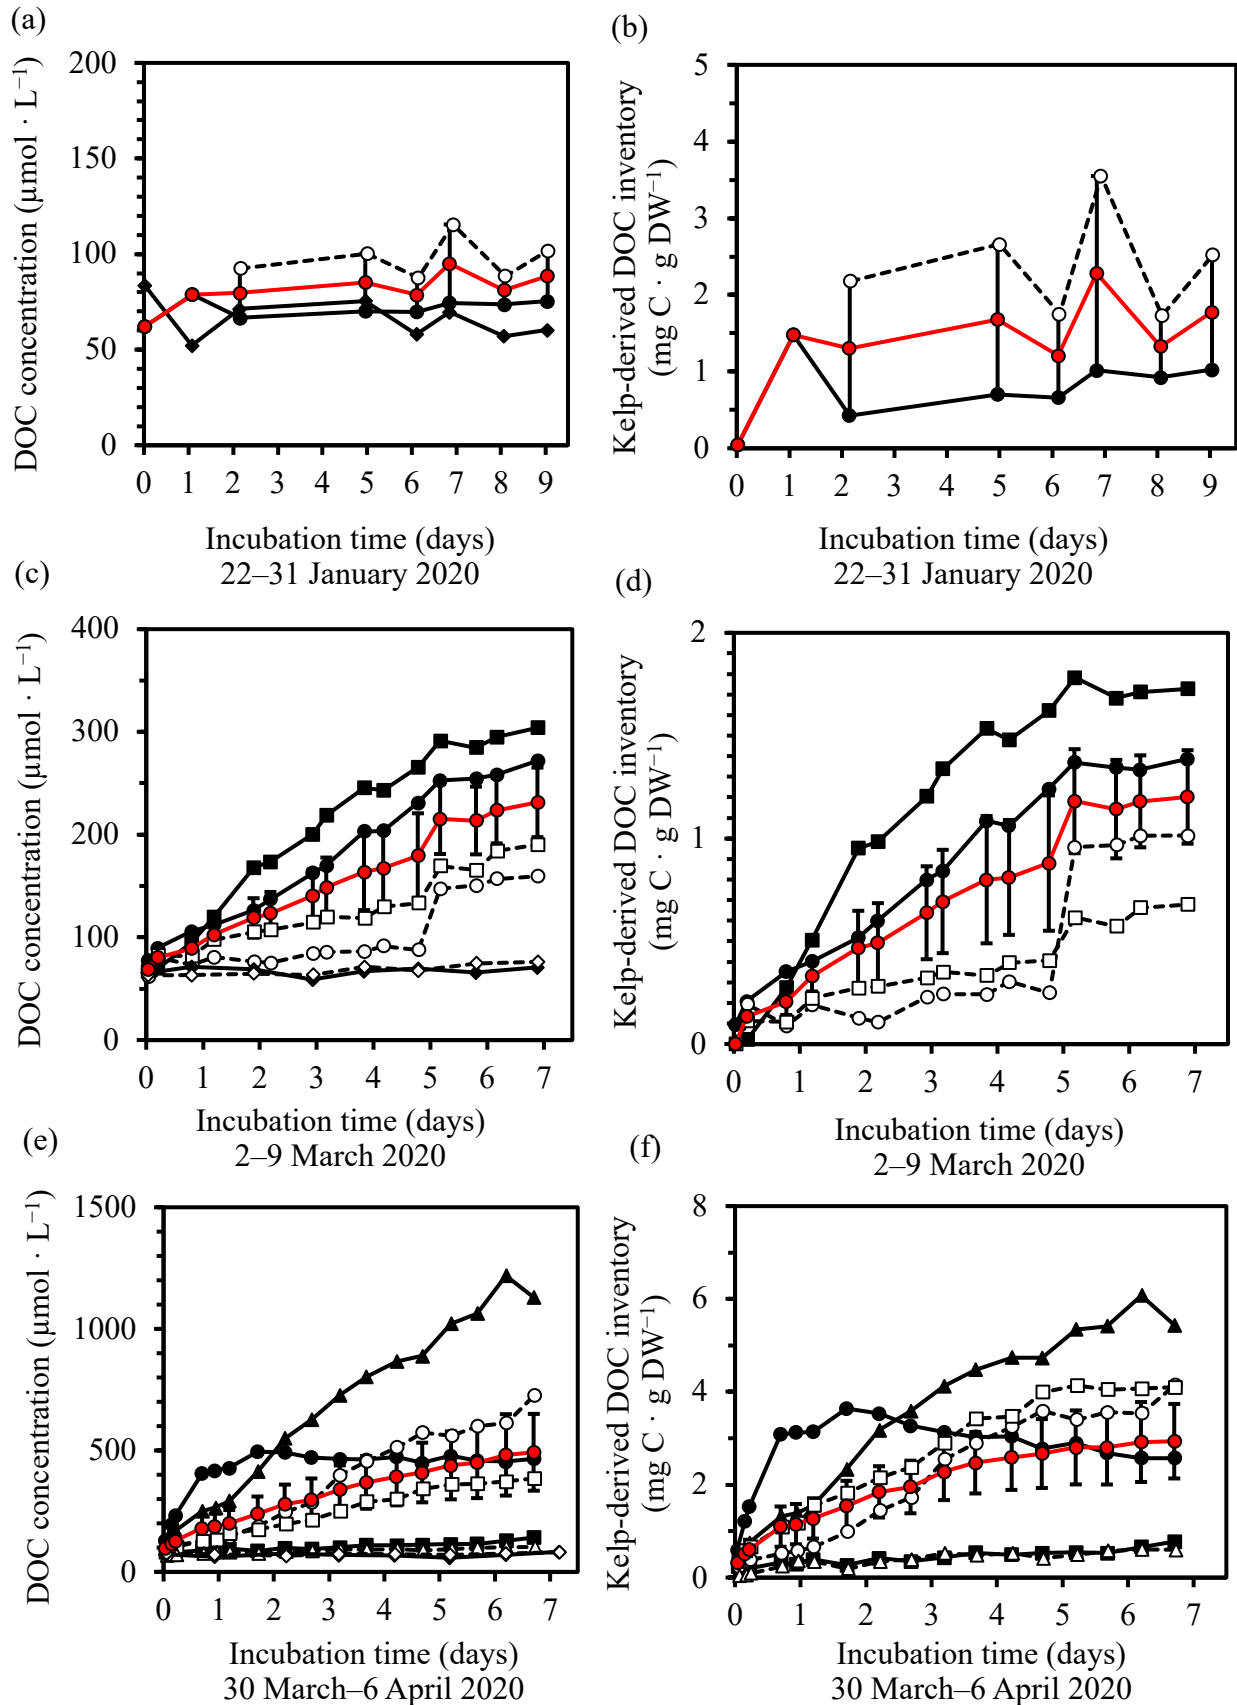 (a)
DOC concentration (µmol · L⁻¹)
200
150
100
50
0
0 1 2 3 4 5 6 7 8 9
Incubation time (days)
22–31 January 2020
(b)
Kelp-derived DOC inventory
(mg C · g DW⁻¹)
5
4
3
2
1
0
0 1 2 3 4 5 6 7 8 9
Incubation time (days)
22–31 January 2020
(c)
DOC concentration (µmol · L⁻¹)
400
300
200
100
0
0 1 2 3 4 5 6 7
Incubation time (days)
2–9 March 2020
(d)
Kelp-derived DOC inventory
(mg C · g DW⁻¹)
2
1
0
0 1 2 3 4 5 6 7
Incubation time (days)
2–9 March 2020
(e)
DOC concentration (µmol · L⁻¹)
1500
1000
500
0
0 1 2 3 4 5 6 7
Incubation time (days)
30 March–6 April 2020
(f)
Kelp-derived DOC inventory
(mg C · g DW⁻¹)
8
6
4
2
0
0 1 2 3 4 5 6 7
Incubation time (days)
30 March–6 April 2020